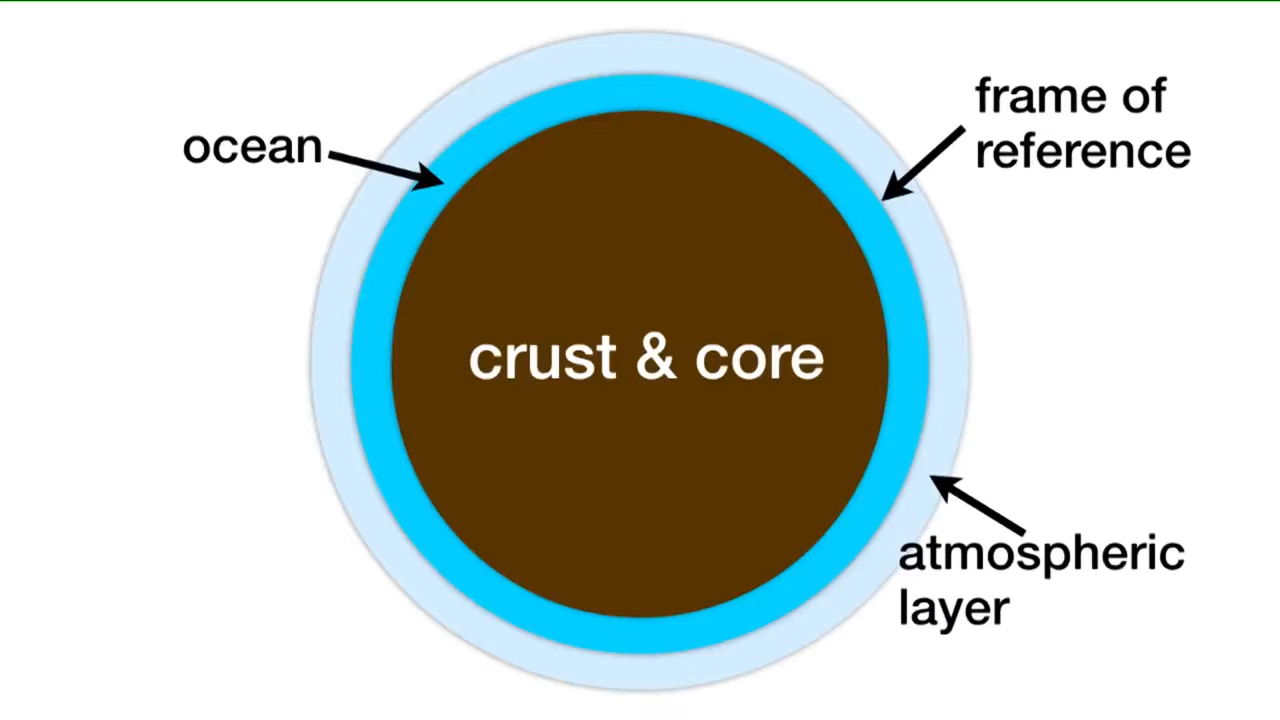 ocean
frame of
reference
crust & core
atmospheric
layer